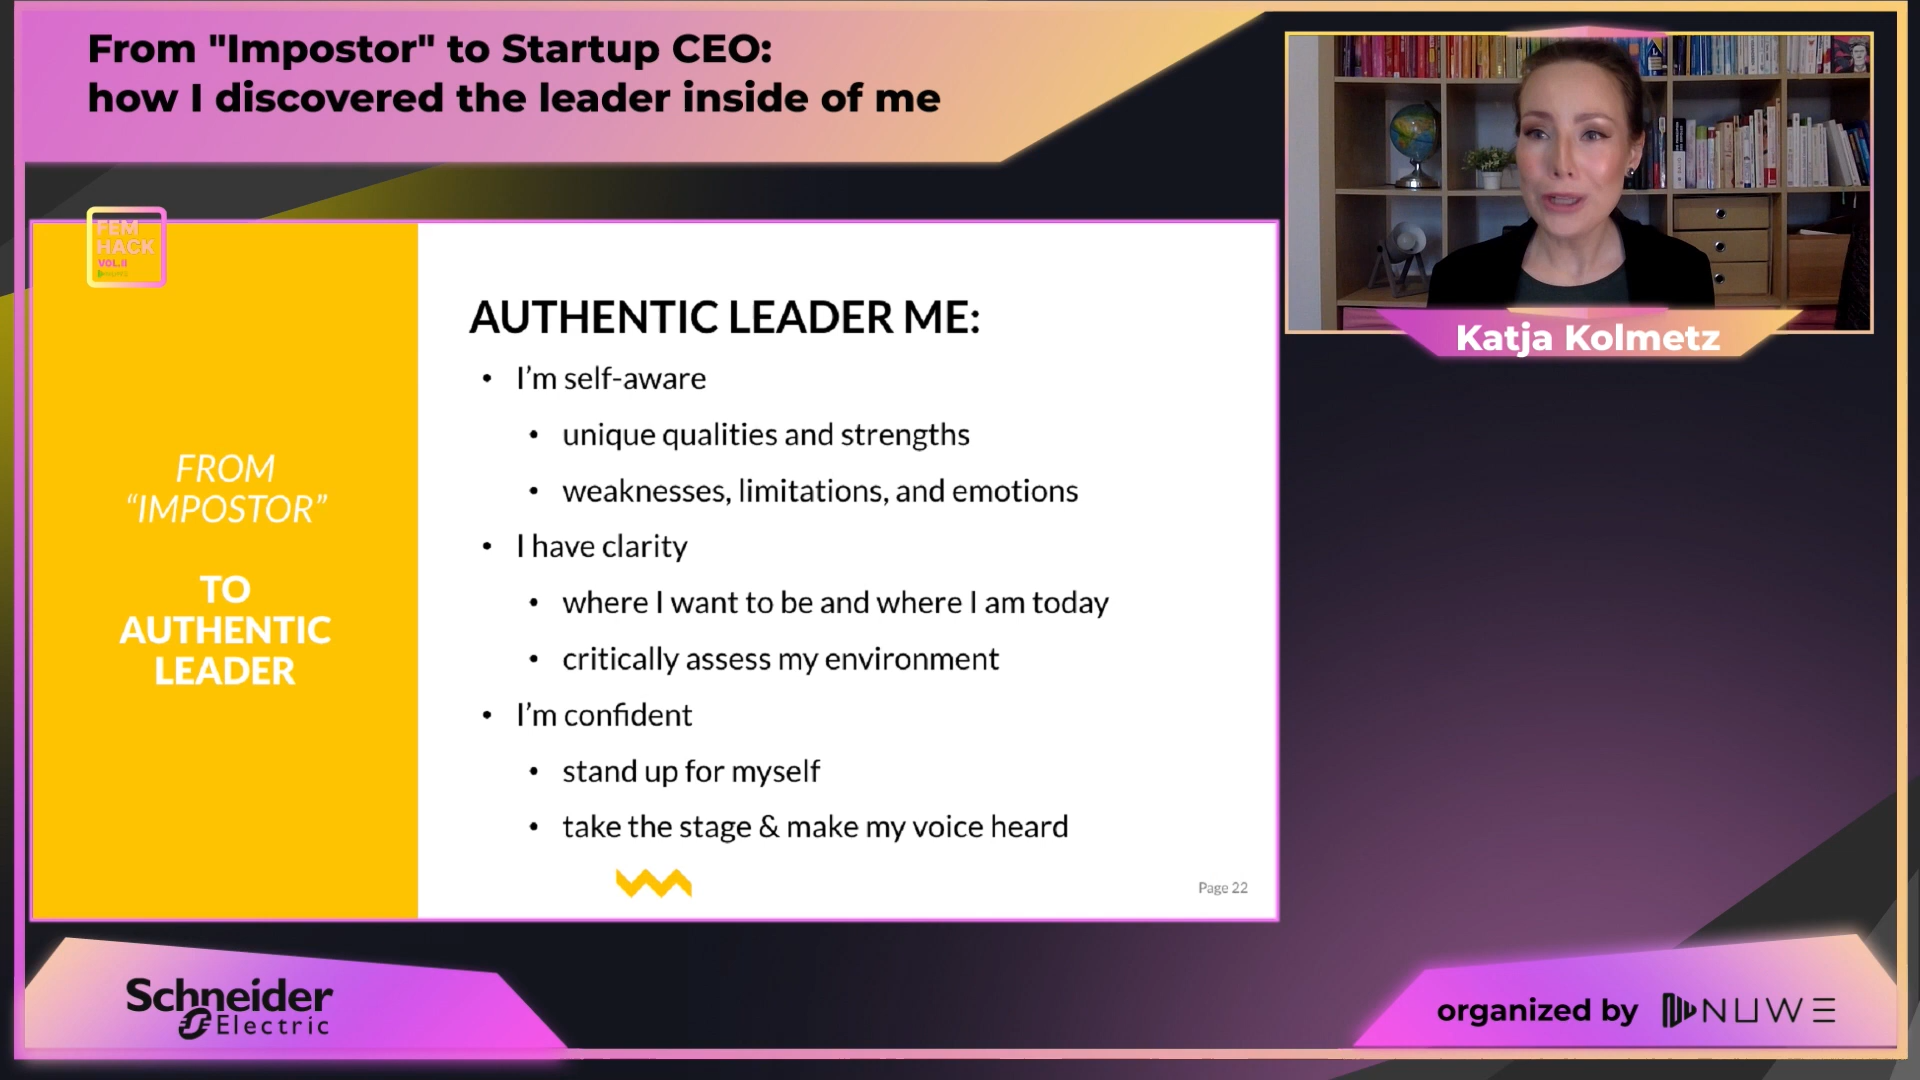 From "Impostor" to Startup CEO:
how I discovered the leader inside of me
FEM
HACK
VOL.II
FROM
“IMPOSTOR”
TO
AUTHENTIC
LEADER
AUTHENTIC LEADER ME:
• I’m self-aware
• unique qualities and strengths
• weaknesses, limitations, and emotions
• I have clarity
• where I want to be and where I am today
• critically assess my environment
• I’m confident
• stand up for myself
• take the stage & make my voice heard
Page 22
Katja Kolmetz
Schneider
Electric
organized by NUWE